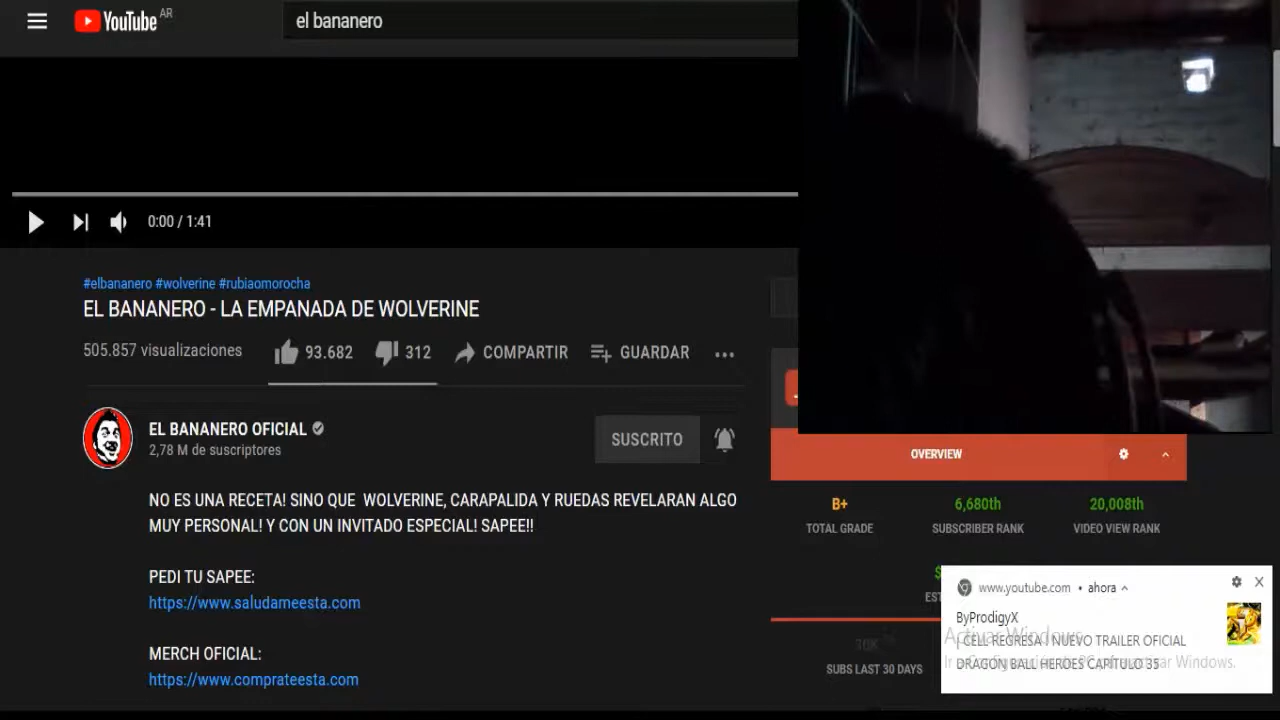 YouTube AR
el bananero
0:00 / 1:41
#elbananero #wolverine #rubiaomorocha
EL BANANERO - LA EMPANADA DE WOLVERINE
505.857 visualizaciones
93.682
312
COMPARTIR
GUARDAR
EL BANANERO OFICIAL
2,78 M de suscriptores
SUSCRITO
NO ES UNA RECETA! SINO QUE WOLVERINE, CARAPALIDA Y RUEDAS REVELARAN ALGO
MUY PERSONAL! Y CON UN INVITADO ESPECIAL! SAPEE!!
PEDI TU SAPEE:
https://www.saludameesta.com
MERCH OFICIAL:
https://www.comprateesta.com
OVERVIEW
B+
TOTAL GRADE
6,680th
SUBSCRIBER RANK
20,008th
VIDEO VIEW RANK
$
EST
30K
SUBS LAST 30 DAYS
www.youtube.com • ahora
ByProdigyX
¡ CELL REGRESA ! NUEVO TRAILER OFICIAL
DRAGON BALL HEROES CAPITULO 35
Activar Windows